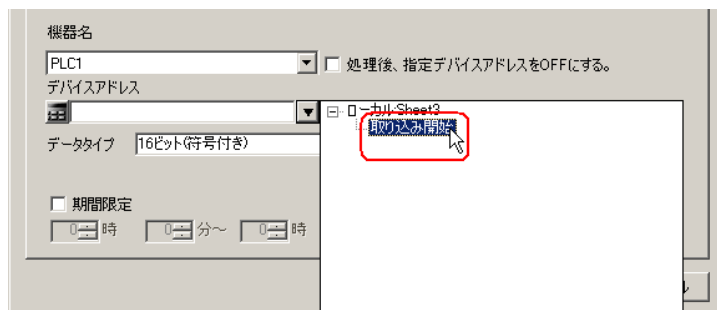 機器名
PLC1
処理後、指定デバイスアドレスをOFFにする。
デバイスアドレス
ローカル:Sheet3
取り込み開始
データタイプ 16ビット(符号付き)
期間限定
0 時 0 分～ 0 時
ル